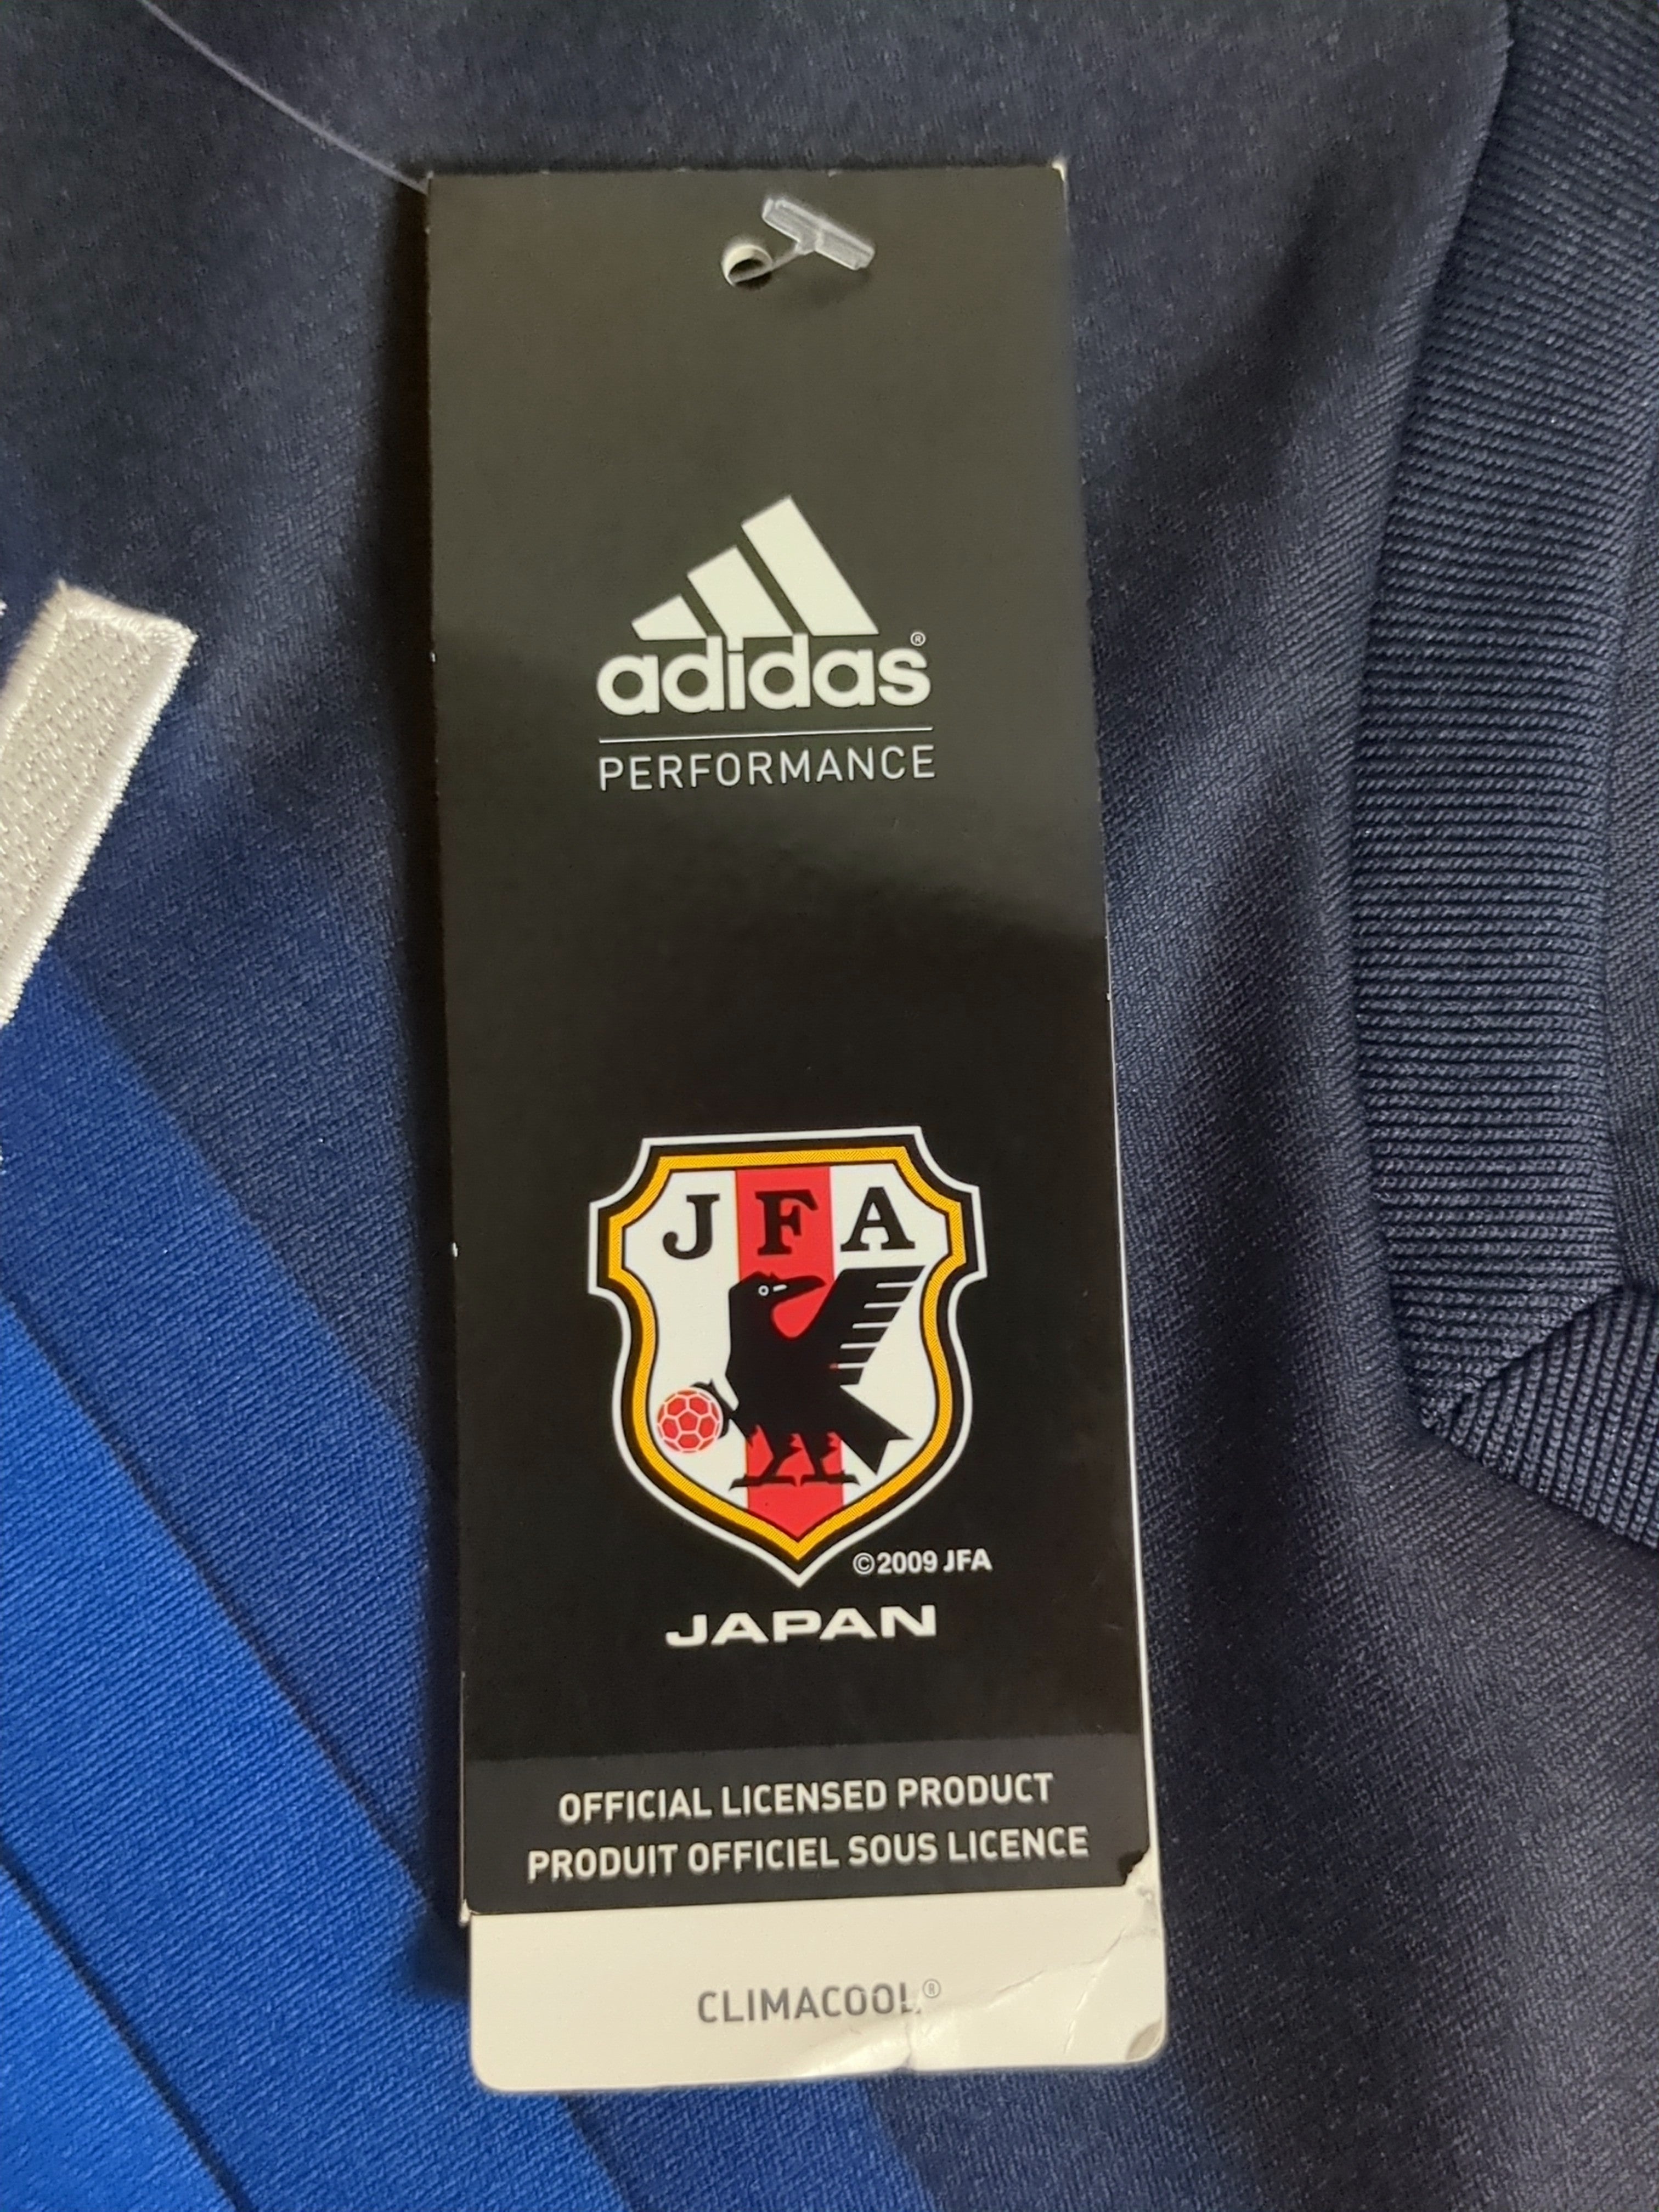 adidas®
PERFORMANCE
JFA
©2009 JFA
JAPAN
OFFICIAL LICENSED PRODUCT
PRODUIT OFFICIEL SOUS LICENCE
CLIMACOOL®